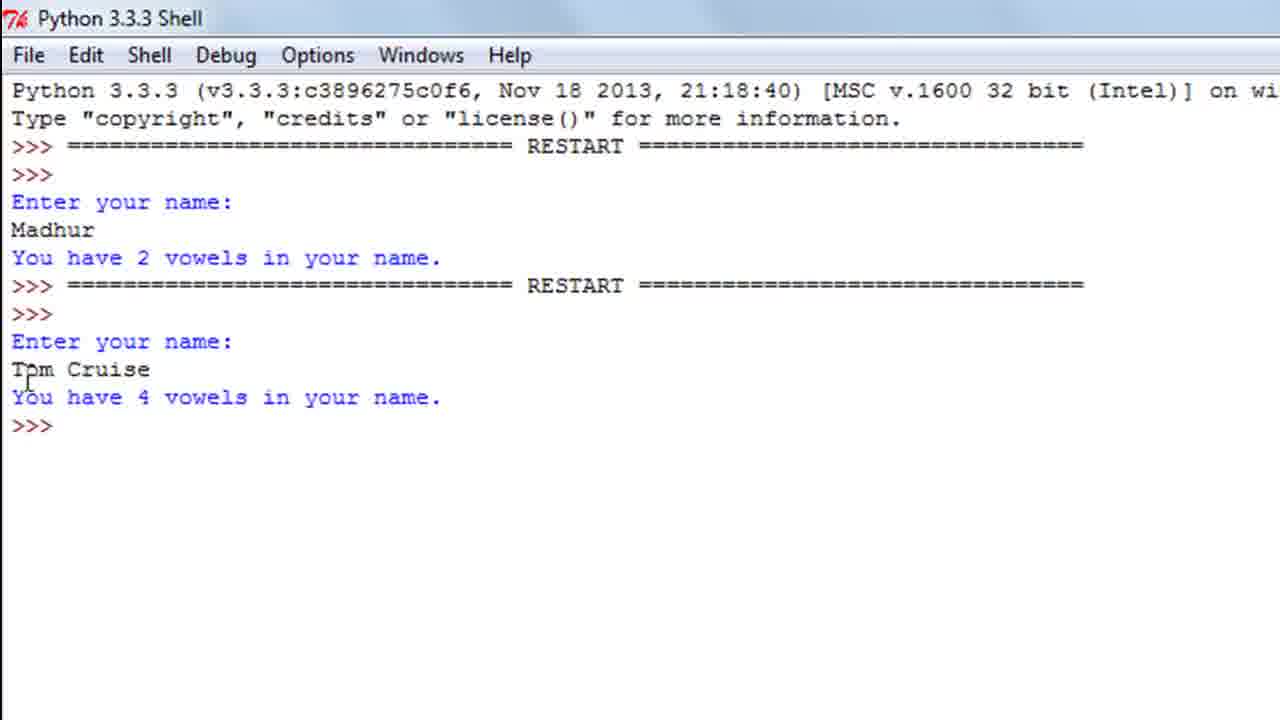 Python 3.3.3 Shell
File Edit Shell Debug Options Windows Help
Python 3.3.3 (v3.3.3:c3896275c0f6, Nov 18 2013, 21:18:40) [MSC v.1600 32 bit (Intel)] on wi
Type "copyright", "credits" or "license()" for more information.
>>> ================================ RESTART ================================
>>>
Enter your name:
Madhur
You have 2 vowels in your name.
>>> ================================ RESTART ================================
>>>
Enter your name:
Tom Cruise
You have 4 vowels in your name.
>>>